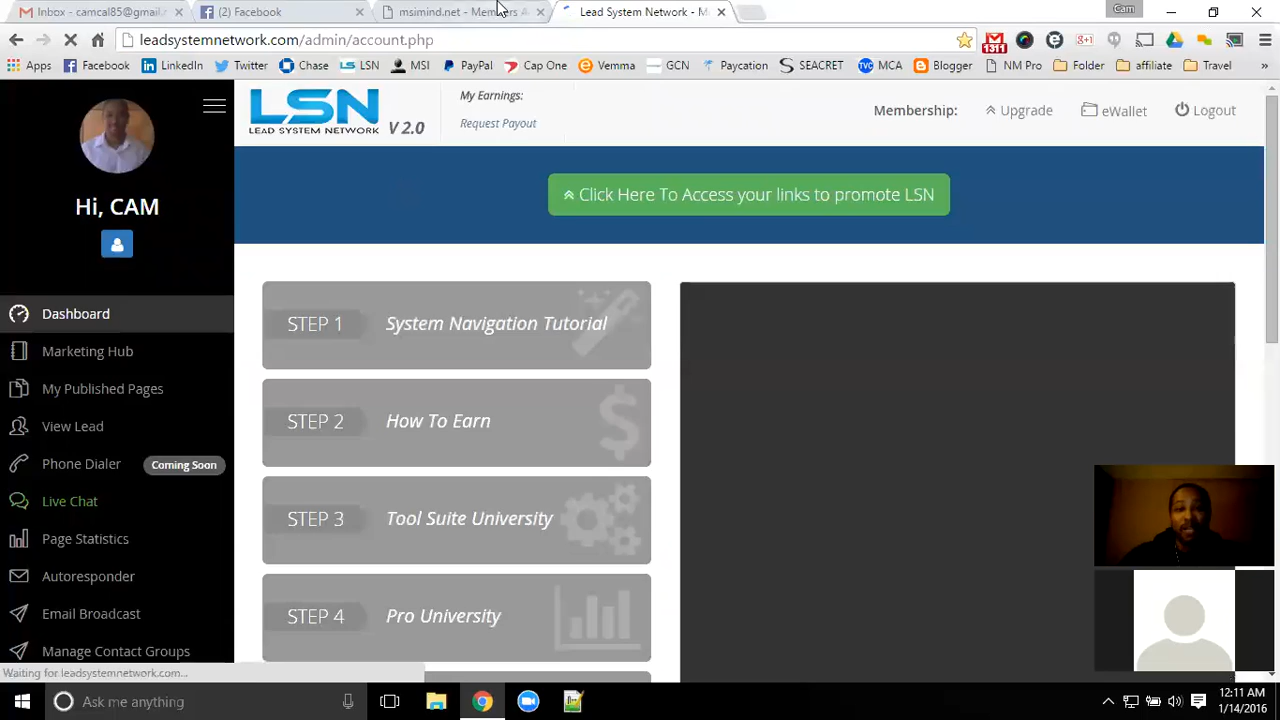 Inbox - camcal85@gmail.
(2) Facebook
msimind.net - Members A
Lead System Network - M
Cam
leadsystemnetwork.com/admin/account.php
1311
Apps
Facebook
LinkedIn
Twitter
Chase
LSN
MSI
PayPal
Cap One
Vemma
GCN
Paycation
SEACRET
TVC MCA
Blogger
NM Pro
Folder
affiliate
Travel
»
LSN
LEAD SYSTEM NETWORK
V 2.0
My Earnings:
Request Payout
Membership:
Upgrade
eWallet
Logout
Click Here To Access your links to promote LSN
Hi, CAM
Dashboard
Marketing Hub
My Published Pages
View Lead
Phone Dialer
Coming Soon
Live Chat
Page Statistics
Autoresponder
Email Broadcast
Manage Contact Groups
STEP 1 System Navigation Tutorial
STEP 2 How To Earn
STEP 3 Tool Suite University
STEP 4 Pro University
Waiting for leadsystemnetwork.com...
Ask me anything
12:11 AM
1/14/2016